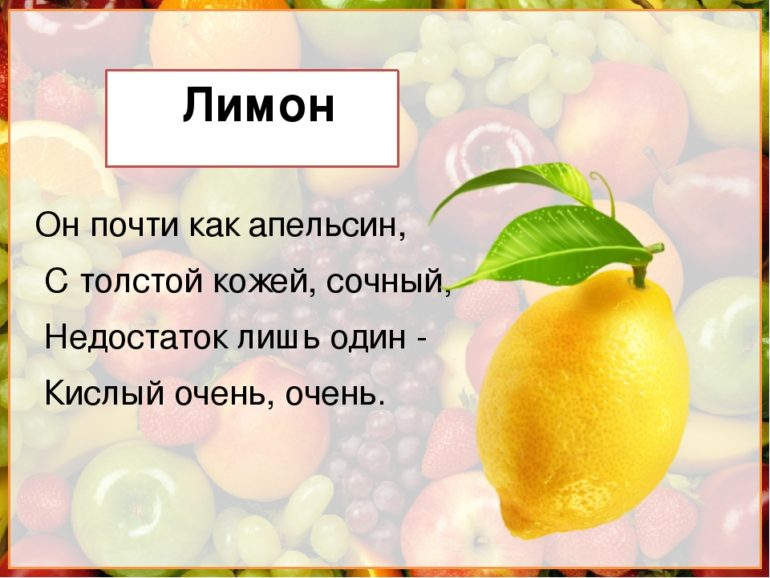 Лимон
Он почти как апельсин,
С толстой кожей, сочный,
Недостаток лишь один -
Кислый очень, очень.